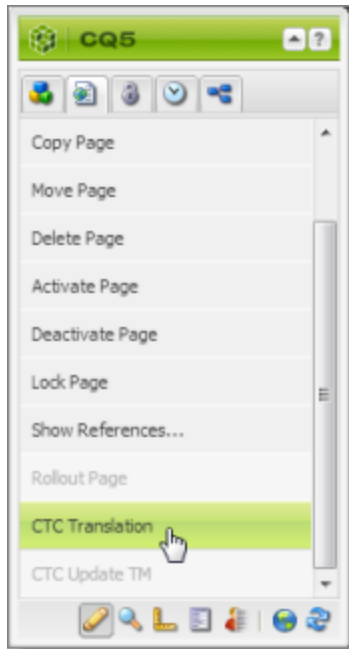 CQ5
?
Copy Page
Move Page
Delete Page
Activate Page
Deactivate Page
Lock Page
Show References...
Rollout Page
CTC Translation
CTC Update TM